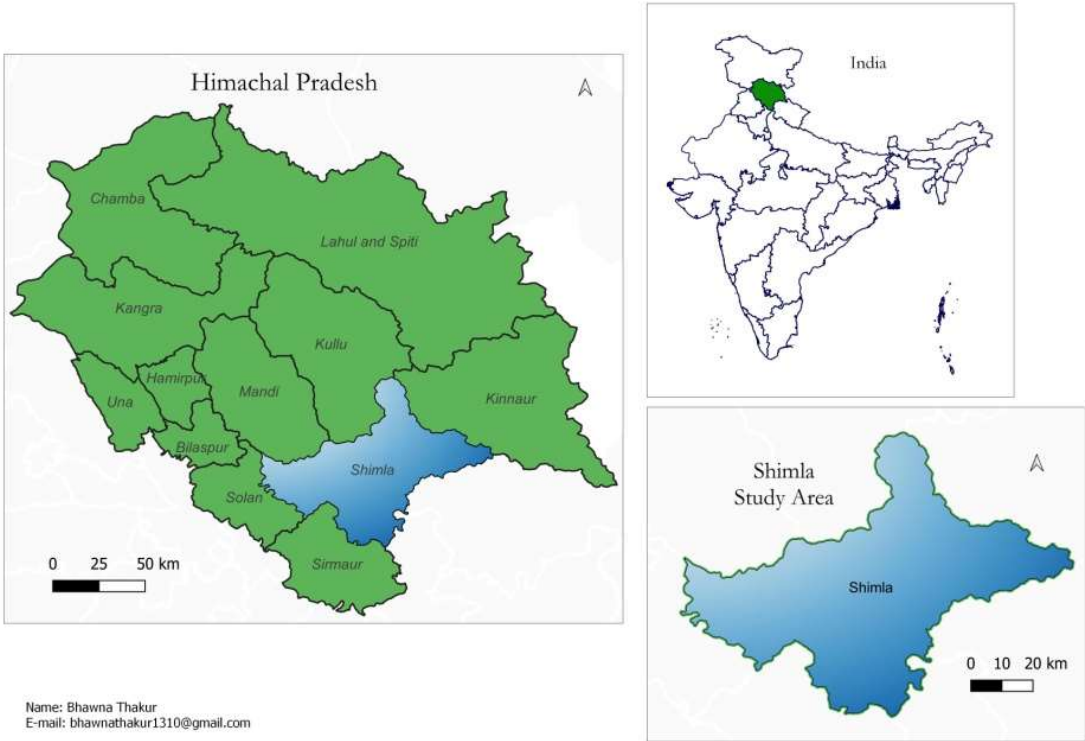 Himachal Pradesh
Chamba
Lahul and Spiti
Kangra
Kullu
Hamirpur
Mandi
Una
Kinnaur
Bilaspur
Shimla
Solan
Sirmaur
0 25 50 km
India
Shimla
Study Area
Shimla
0 10 20 km
Name: Bhawna Thakur
E-mail: bhawnathakur1310@gmail.com